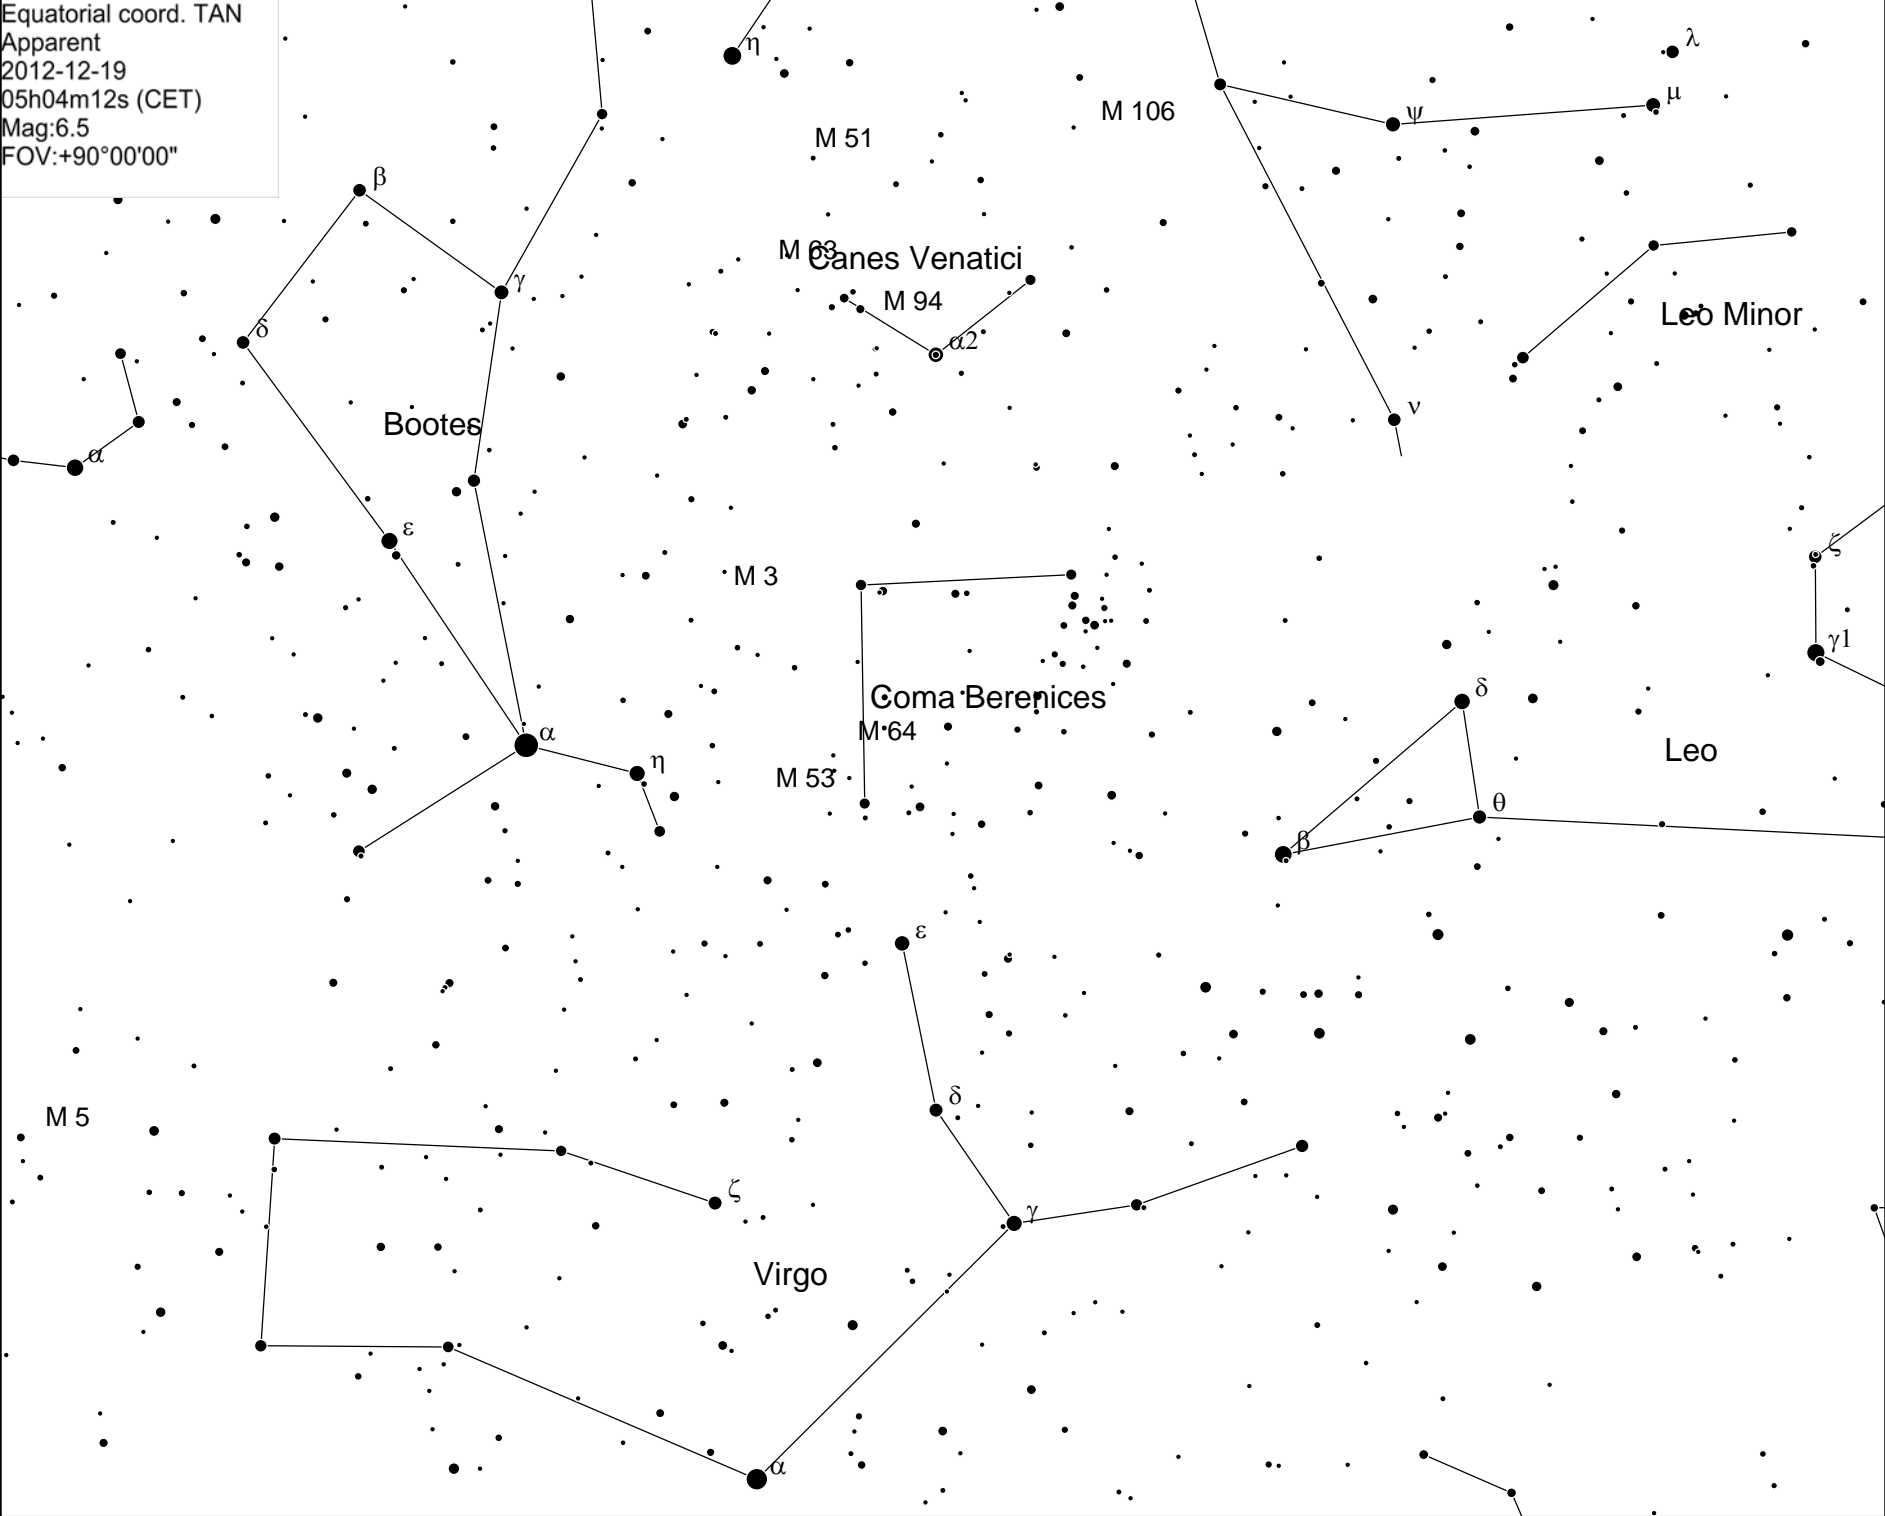 Equatorial coord. TAN
Apparent
2012-12-19
05h04m12s (CET)
Mag:6.5
FOV:+90°00'00"
η
λ
μ
M 106
ψ
M 51
β
M 63
Canes Venatici
γ
M 94
Leo Minor
δ
α2
ν
Bootes
α
ε
ζ
M 3
γ1
δ
Coma Berenices
α
M 64
Leo
η
M 53
θ
β
ε
δ
M 5
ζ
γ
Virgo
α